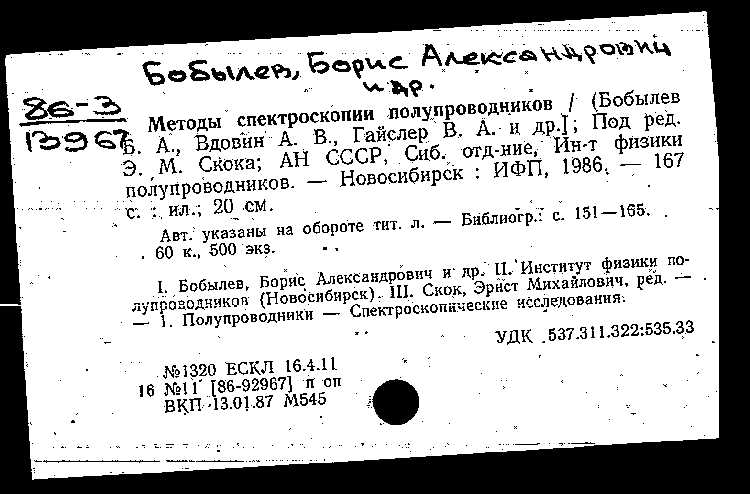 Бобылев, Борис Александрович
и др.
86-3
13967
Методы спектроскопии полупроводников / [Бобылев
Б. А., Вдовин А. В., Гайслер В. А. и др.]; Под ред.
Э. М. Скока; АН СССР, Сиб. отд-ние, Ин-т физики
полупроводников. — Новосибирск : ИФП, 1986. — 167
с. : ил.; 20 см.
Авт. указаны на обороте тит. л. — Библиогр.: с. 151—165.
60 к., 500 экз.
I. Бобылев, Борис Александрович и др. II. Институт физики по-
лупроводников (Новосибирск). III. Скок, Эрнст Михайлович, ред. —
— 1. Полупроводники — Спектроскопические исследования.
УДК 537.311.322:535.33
№1320 ЕСКЛ 16.4.11
16 №11 [86-92967] п оп
ВКП 13.01.87 М545